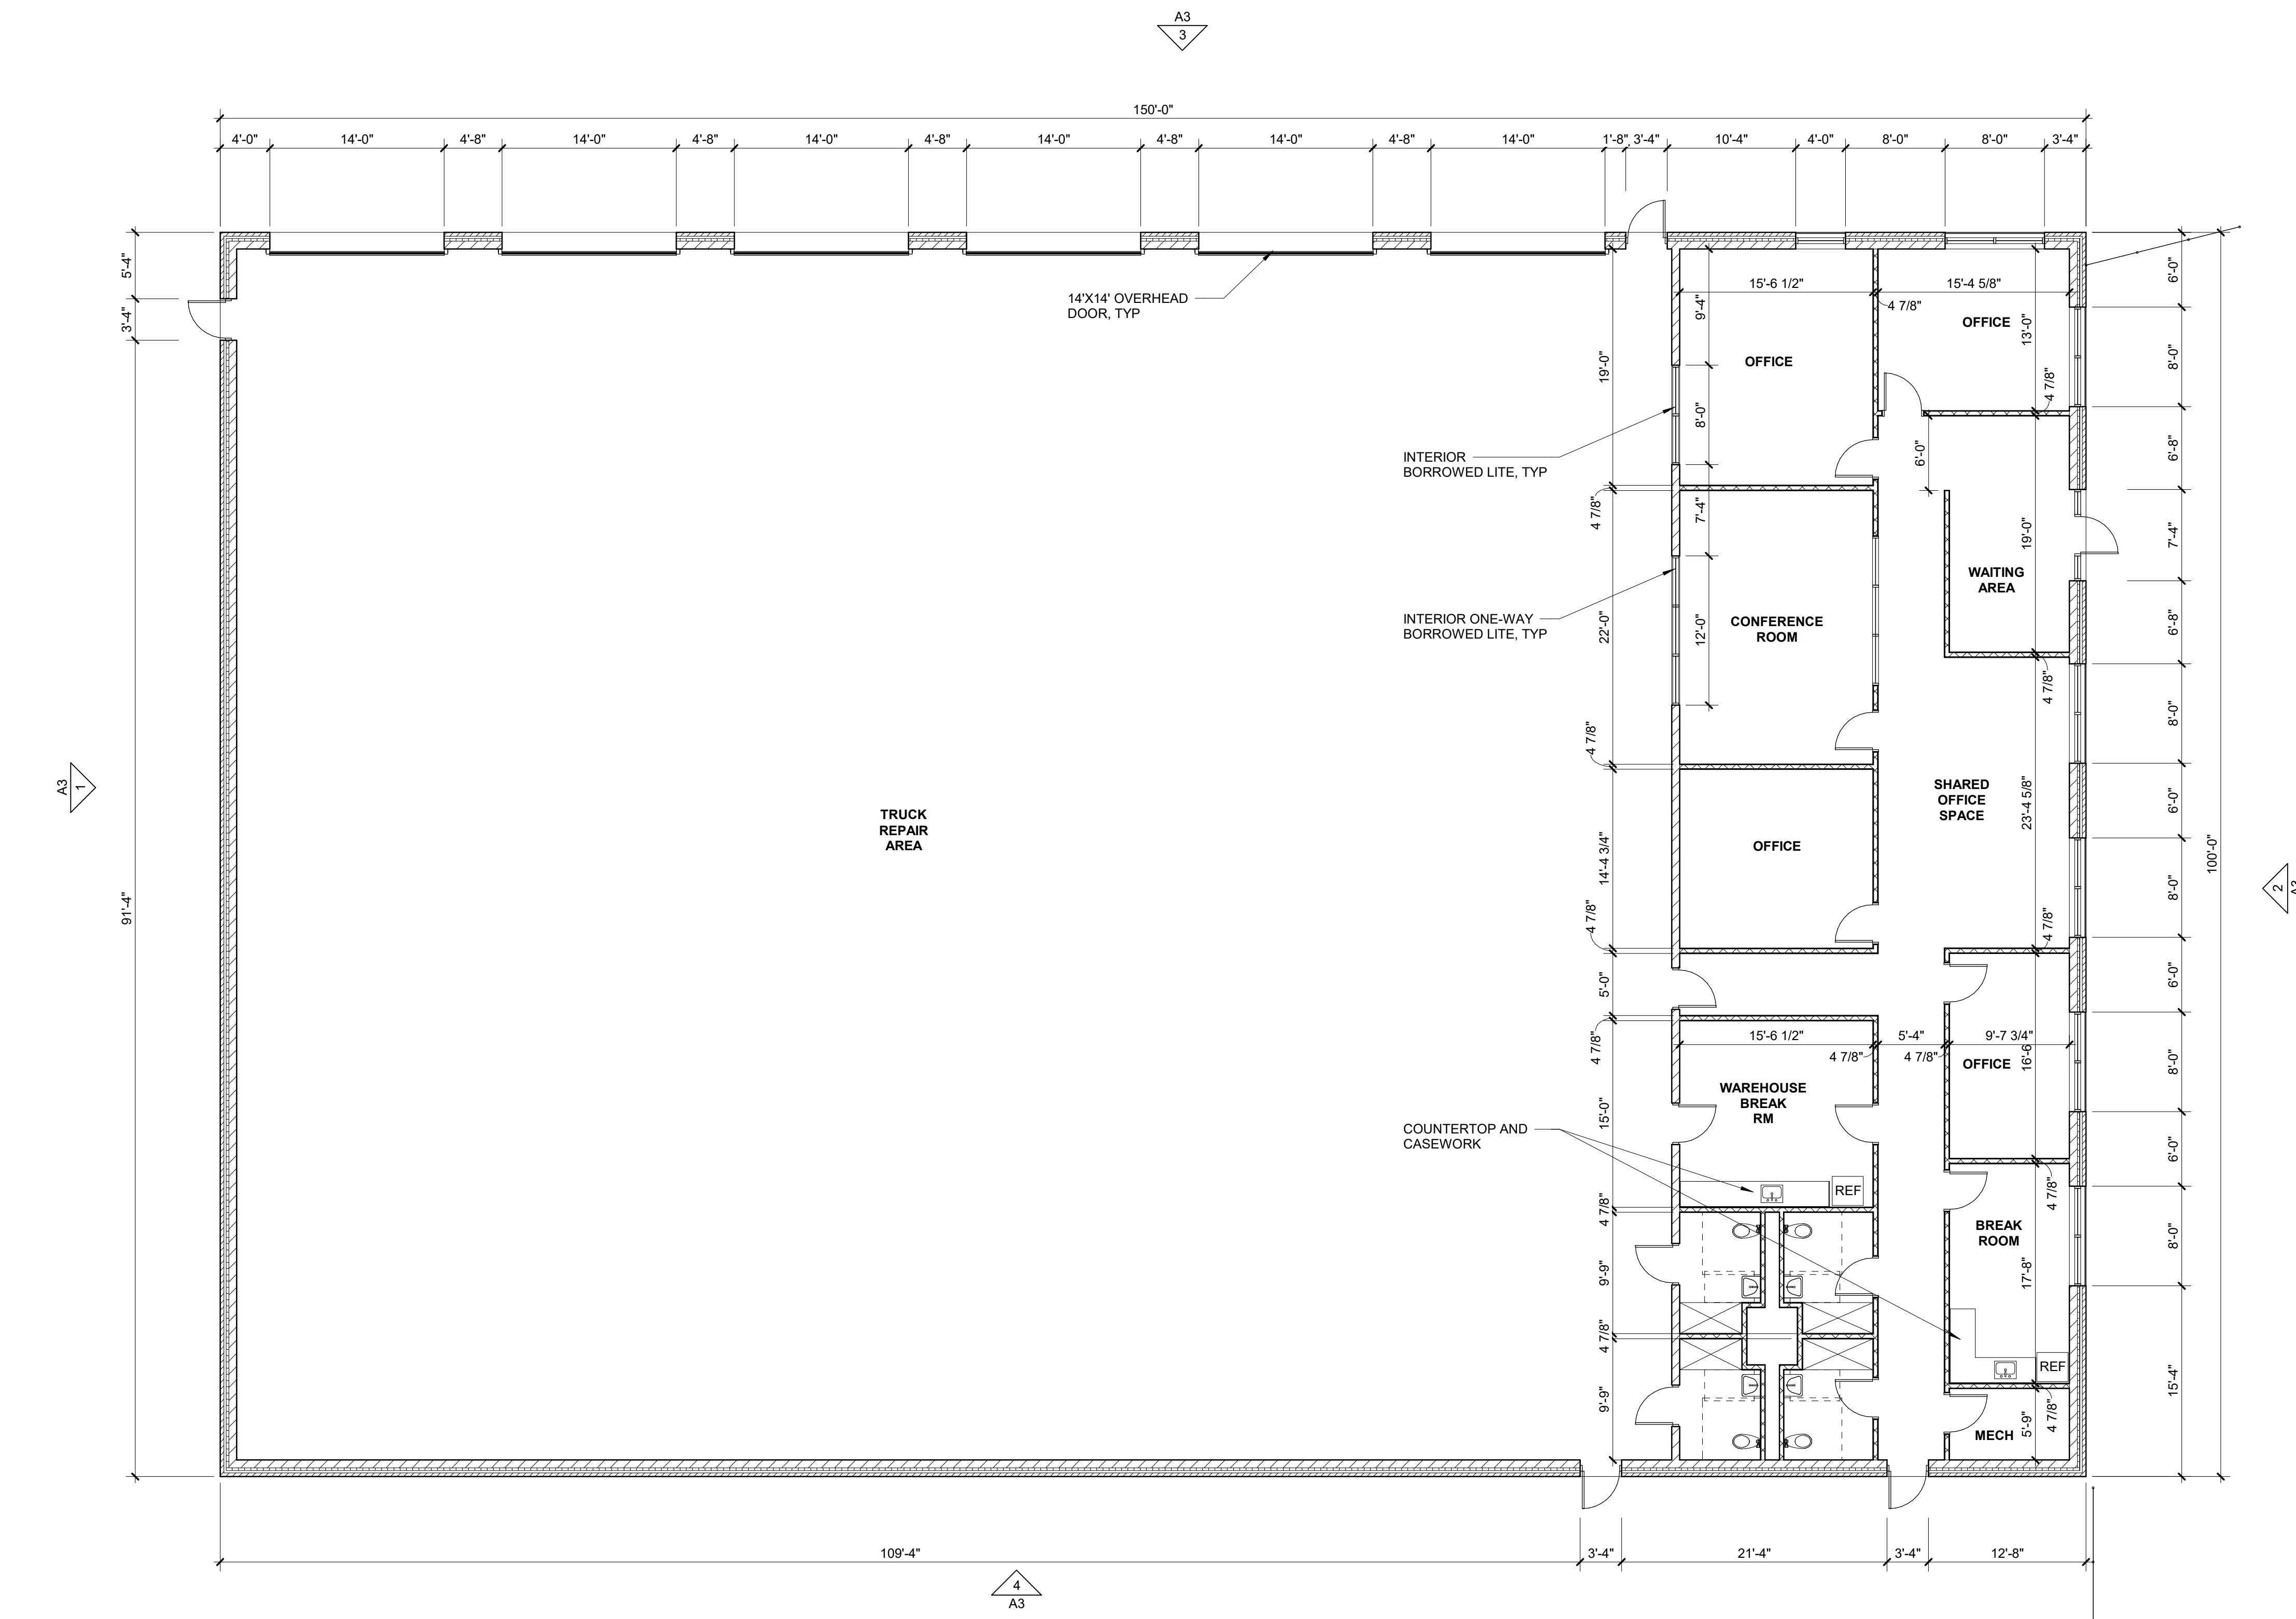 A3
3
150'-0"
4'-0"
14'-0"
4'-8"
14'-0"
4'-8"
14'-0"
4'-8"
14'-0"
4'-8"
14'-0"
4'-8"
14'-0"
1'-8"
3'-4"
10'-4"
4'-0"
8'-0"
8'-0"
3'-4"
5'-4"
3'-4"
91'-4"
A3
1
14'X14' OVERHEAD
DOOR, TYP
INTERIOR
BORROWED LITE, TYP
INTERIOR ONE-WAY
BORROWED LITE, TYP
TRUCK
REPAIR
AREA
COUNTERTOP AND
CASEWORK
19'-0"
4 7/8"
22'-0"
4 7/8"
14'-4 3/4"
4 7/8"
5'-0"
4 7/8"
15'-0"
4 7/8"
9'-9"
4 7/8"
9'-9"
9'-4"
8'-0"
7'-4"
12'-0"
15'-6 1/2"
4 7/8"
15'-4 5/8"
OFFICE
OFFICE
13'-0"
4 7/8"
6'-0"
19'-0"
WAITING
AREA
CONFERENCE
ROOM
4 7/8"
SHARED
OFFICE
SPACE
23'-4 5/8"
OFFICE
4 7/8"
15'-6 1/2"
4 7/8"
5'-4"
4 7/8"
9'-7 3/4"
OFFICE
16'-6"
WAREHOUSE
BREAK
RM
REF
4 7/8"
BREAK
ROOM
17'-8"
REF
4 7/8"
MECH
5'-9"
6'-0"
8'-0"
6'-8"
7'-4"
6'-8"
8'-0"
6'-0"
8'-0"
6'-0"
8'-0"
6'-0"
8'-0"
15'-4"
100'-0"
2
A3
109'-4"
3'-4"
21'-4"
3'-4"
12'-8"
4
A3